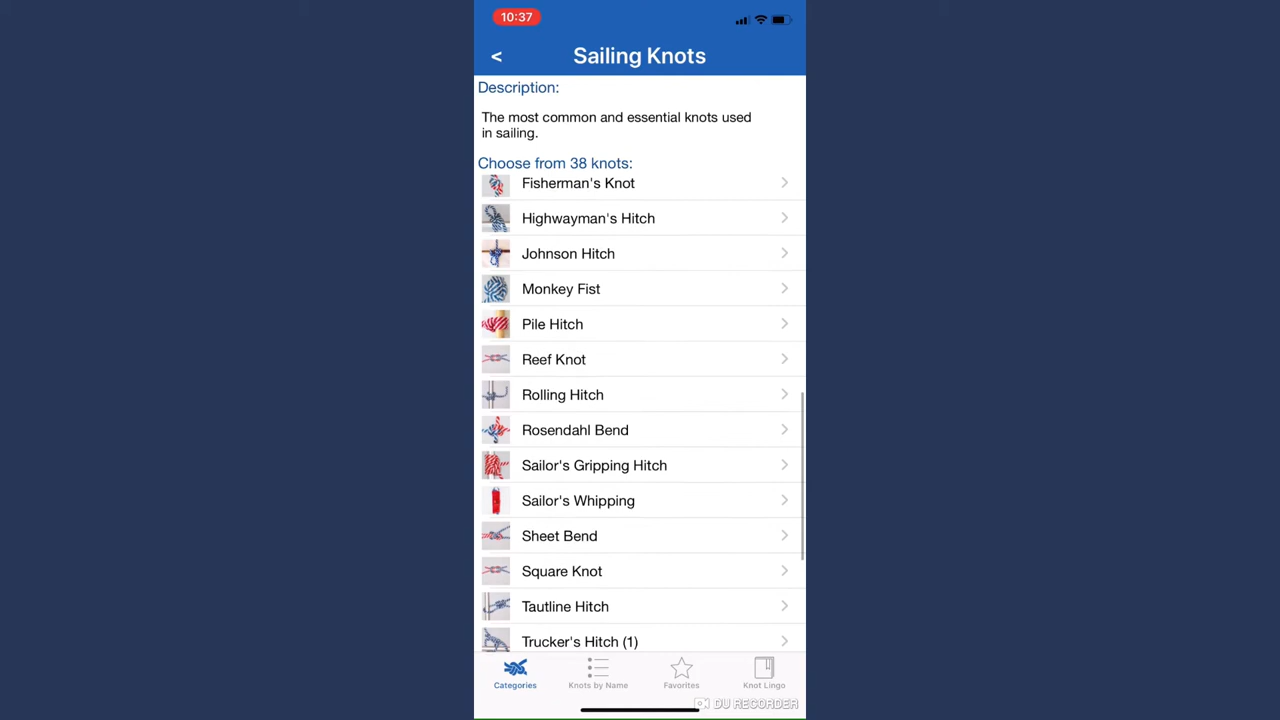 10:37
<
Sailing Knots
Description:
The most common and essential knots used
in sailing.
Choose from 38 knots:
Fisherman's Knot
Highwayman's Hitch
Johnson Hitch
Monkey Fist
Pile Hitch
Reef Knot
Rolling Hitch
Rosendahl Bend
Sailor's Gripping Hitch
Sailor's Whipping
Sheet Bend
Square Knot
Tautline Hitch
Trucker's Hitch (1)
Categories
Knots by Name
Favorites
Knot Lingo
DU RECORDER